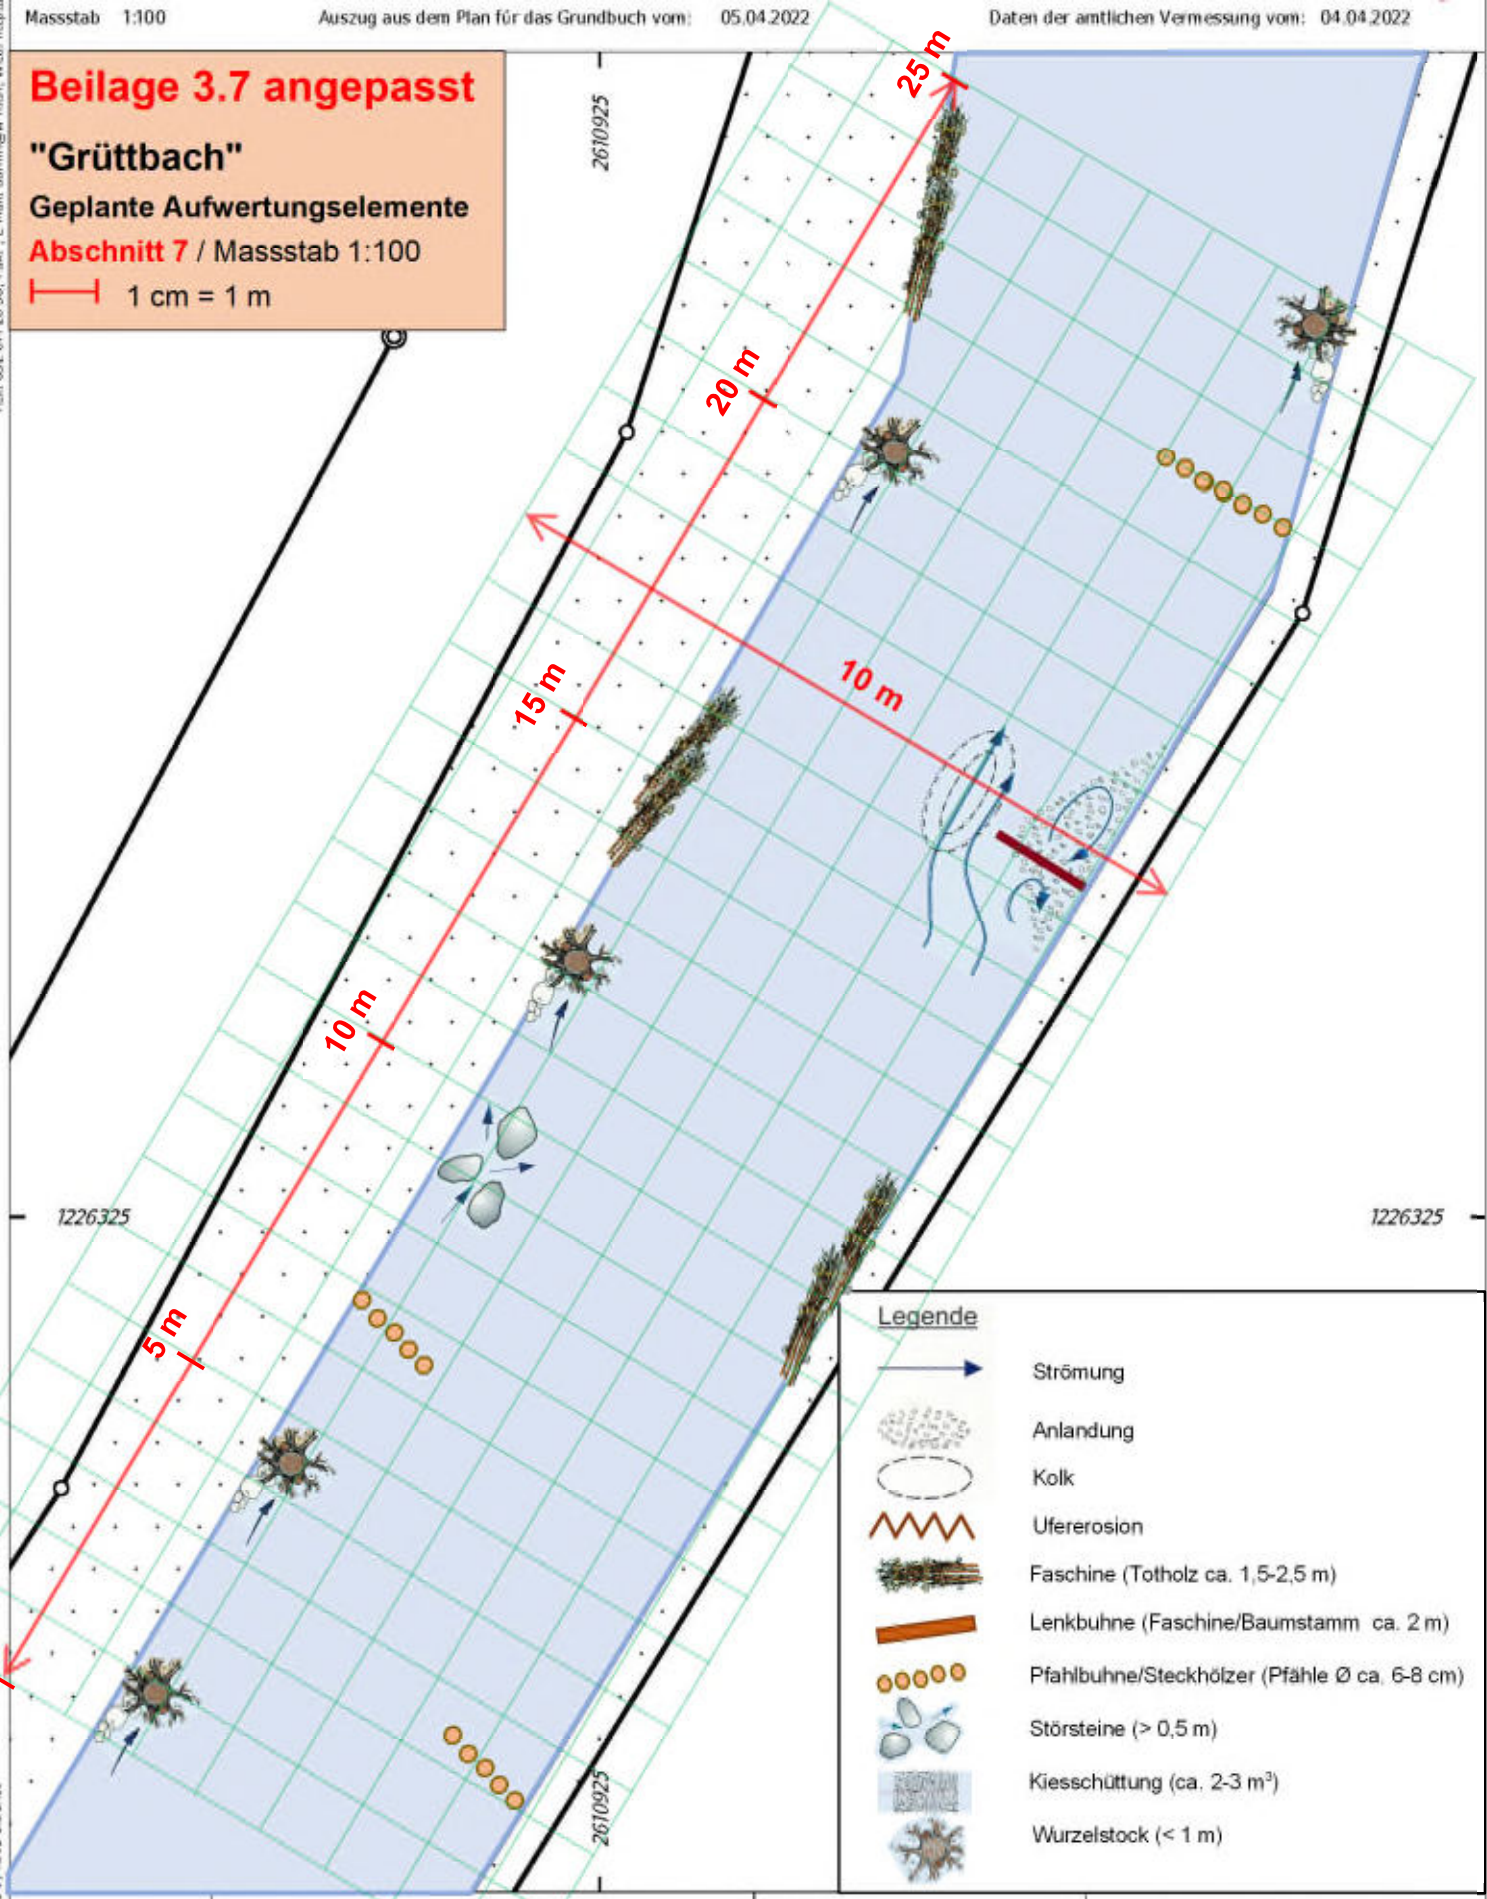 Massstab 1:100 Auszug aus dem Plan für das Grundbuch vom: 05.04.2022 Daten der amtlichen Vermessung vom: 04.04.2022
Beilage 3.7 angepasst
"Grüttbach"
Geplante Aufwertungselemente
Abschnitt 7 / Massstab 1:100
1 cm = 1 m
2610925
25 m
20 m
10 m
15 m
10 m
5 m
1226325
1226325
2610925
Legende
Strömung
Anlandung
Kolk
Ufererosion
Faschine (Totholz ca. 1,5-2,5 m)
Lenkbuhne (Faschine/Baumstamm ca. 2 m)
Pfahlbuhne/Steckhölzer (Pfähle Ø ca. 6-8 cm)
Störsteine (> 0,5 m)
Kiesschüttung (ca. 2-3 m³)
Wurzelstock (< 1 m)